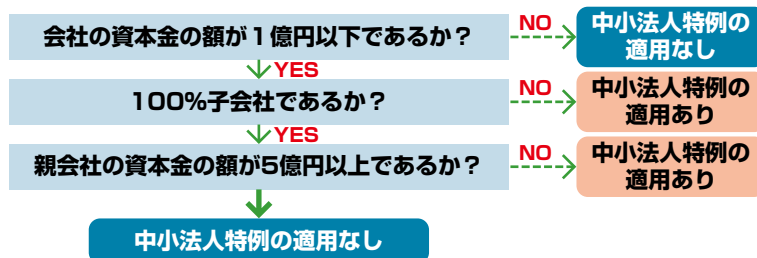 会社の資本金の額が１億円以下であるか？
NO
中小法人特例の
適用なし
YES
100％子会社であるか？
NO
中小法人特例の
適用あり
YES
親会社の資本金の額が5億円以上であるか？
NO
中小法人特例の
適用あり
中小法人特例の適用なし